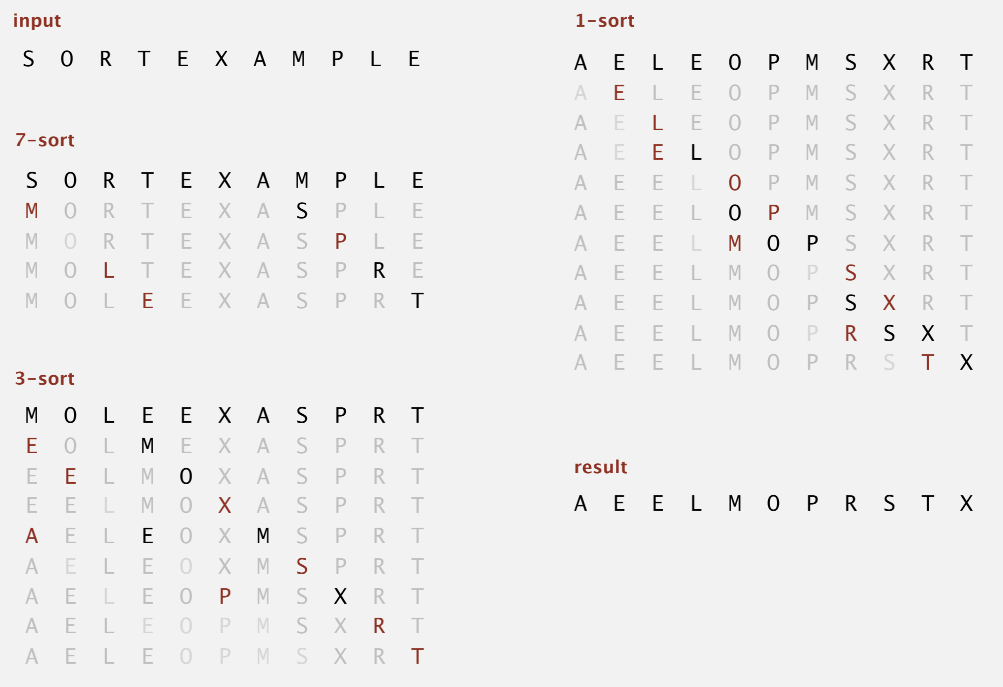 input
S O R T E X A M P L E
7-sort
S O R T E X A M P L E
M O R T E X A S P L E
M O R T E X A S P L E
M O L T E X A S P R E
M O L E E X A S P R T
3-sort
M O L E E X A S P R T
E O L M E X A S P R T
E E L M O X A S P R T
E E L M O X A S P R T
A E L E O X M S P R T
A E L E O X M S P R T
A E L E O P M S X R T
A E L E O P M S X R T
A E L E O P M S X R T
1-sort
A E L E O P M S X R T
A E L E O P M S X R T
A E L E O P M S X R T
A E E L O P M S X R T
A E E L O P M S X R T
A E E L O P M S X R T
A E E L M O P S X R T
A E E L M O P S X R T
A E E L M O P S X R T
A E E L M O P R S X T
A E E L M O P R S T X
result
A E E L M O P R S T X